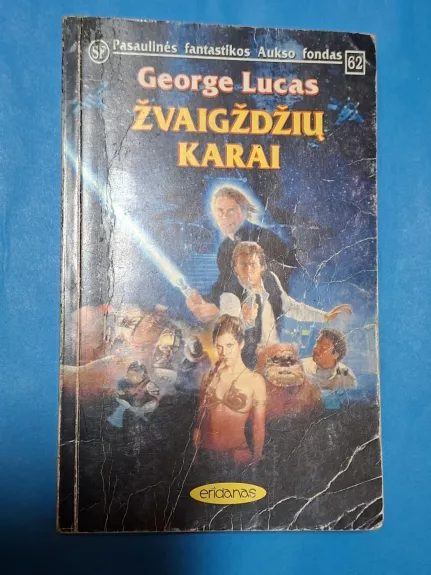 SF Pasaulinės fantastikos Aukso fondas 62
George Lucas
ŽVAIGŽDŽIŲ
KARAI
eridanas